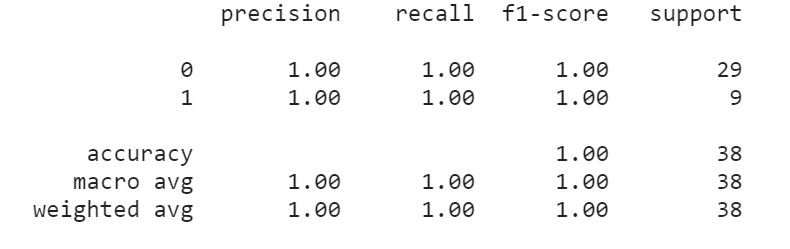 precision recall f1-score support
0 1.00 1.00 1.00 29
1 1.00 1.00 1.00 9
accuracy 1.00 38
macro avg 1.00 1.00 1.00 38
weighted avg 1.00 1.00 1.00 38